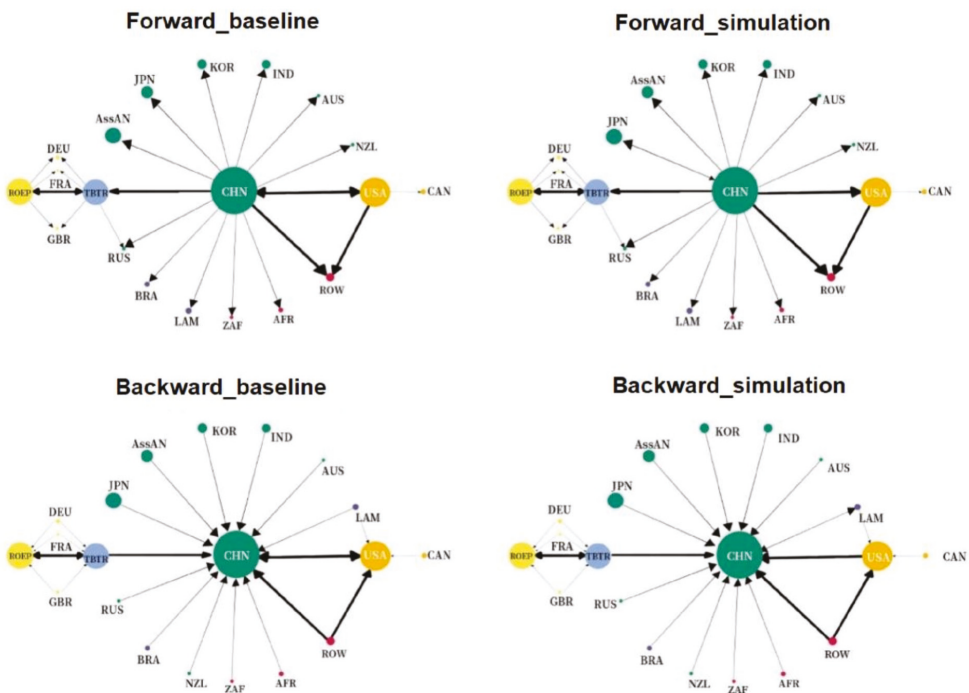 Forward_baseline
KOR
IND
JPN
AUS
AssAN
NZL
DEU
FRA
ROEP
TBTR
CHN
USA
CAN
GBR
RUS
BRA
ROW
LAM
ZAF
AFR
Forward_simulation
KOR
IND
AssAN
AUS
JPN
NZL
DEU
FRA
ROEP
TBTR
CHN
USA
CAN
GBR
RUS
BRA
ROW
LAM
ZAF
AFR
Backward_baseline
KOR
IND
AssAN
AUS
JPN
LAM
DEU
FRA
ROEP
TBTR
CHN
USA
CAN
GBR
RUS
BRA
ROW
NZL
ZAF
AFR
Backward_simulation
KOR
IND
AssAN
AUS
JPN
LAM
DEU
FRA
ROEP
TBTR
CHN
USA
CAN
GBR
RUS
BRA
ROW
NZL
ZAF
AFR